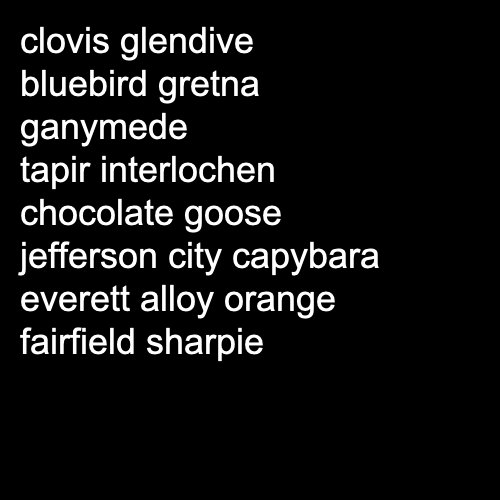 clovis glendive
bluebird gretna
ganymede
tapir interlochen
chocolate goose
jefferson city capybara
everett alloy orange
fairfield sharpie